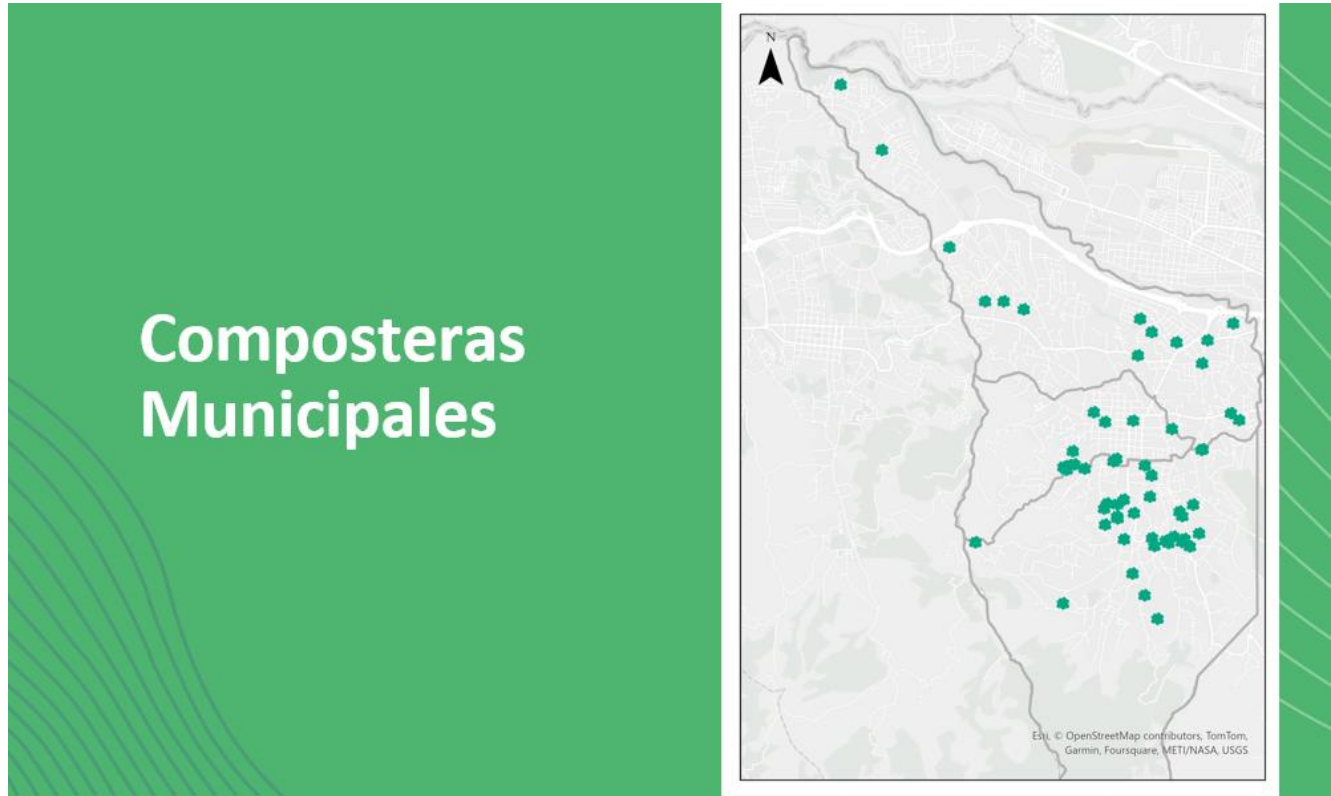 Composteras
Municipales
N
Esri, © OpenStreetMap contributors, TomTom,
Garmin, Foursquare, METI/NASA, USGS